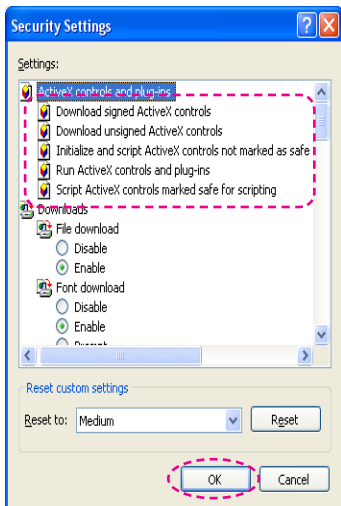 Security Settings
Settings:
ActiveX controls and plug-ins
Download signed ActiveX controls
Download unsigned ActiveX controls
Initialize and script ActiveX controls not marked as safe
Run ActiveX controls and plug-ins
Script ActiveX controls marked safe for scripting
Downloads
File download
Disable
Enable
Font download
Disable
Enable
Reset custom settings
Reset to: Medium Reset
OK Cancel